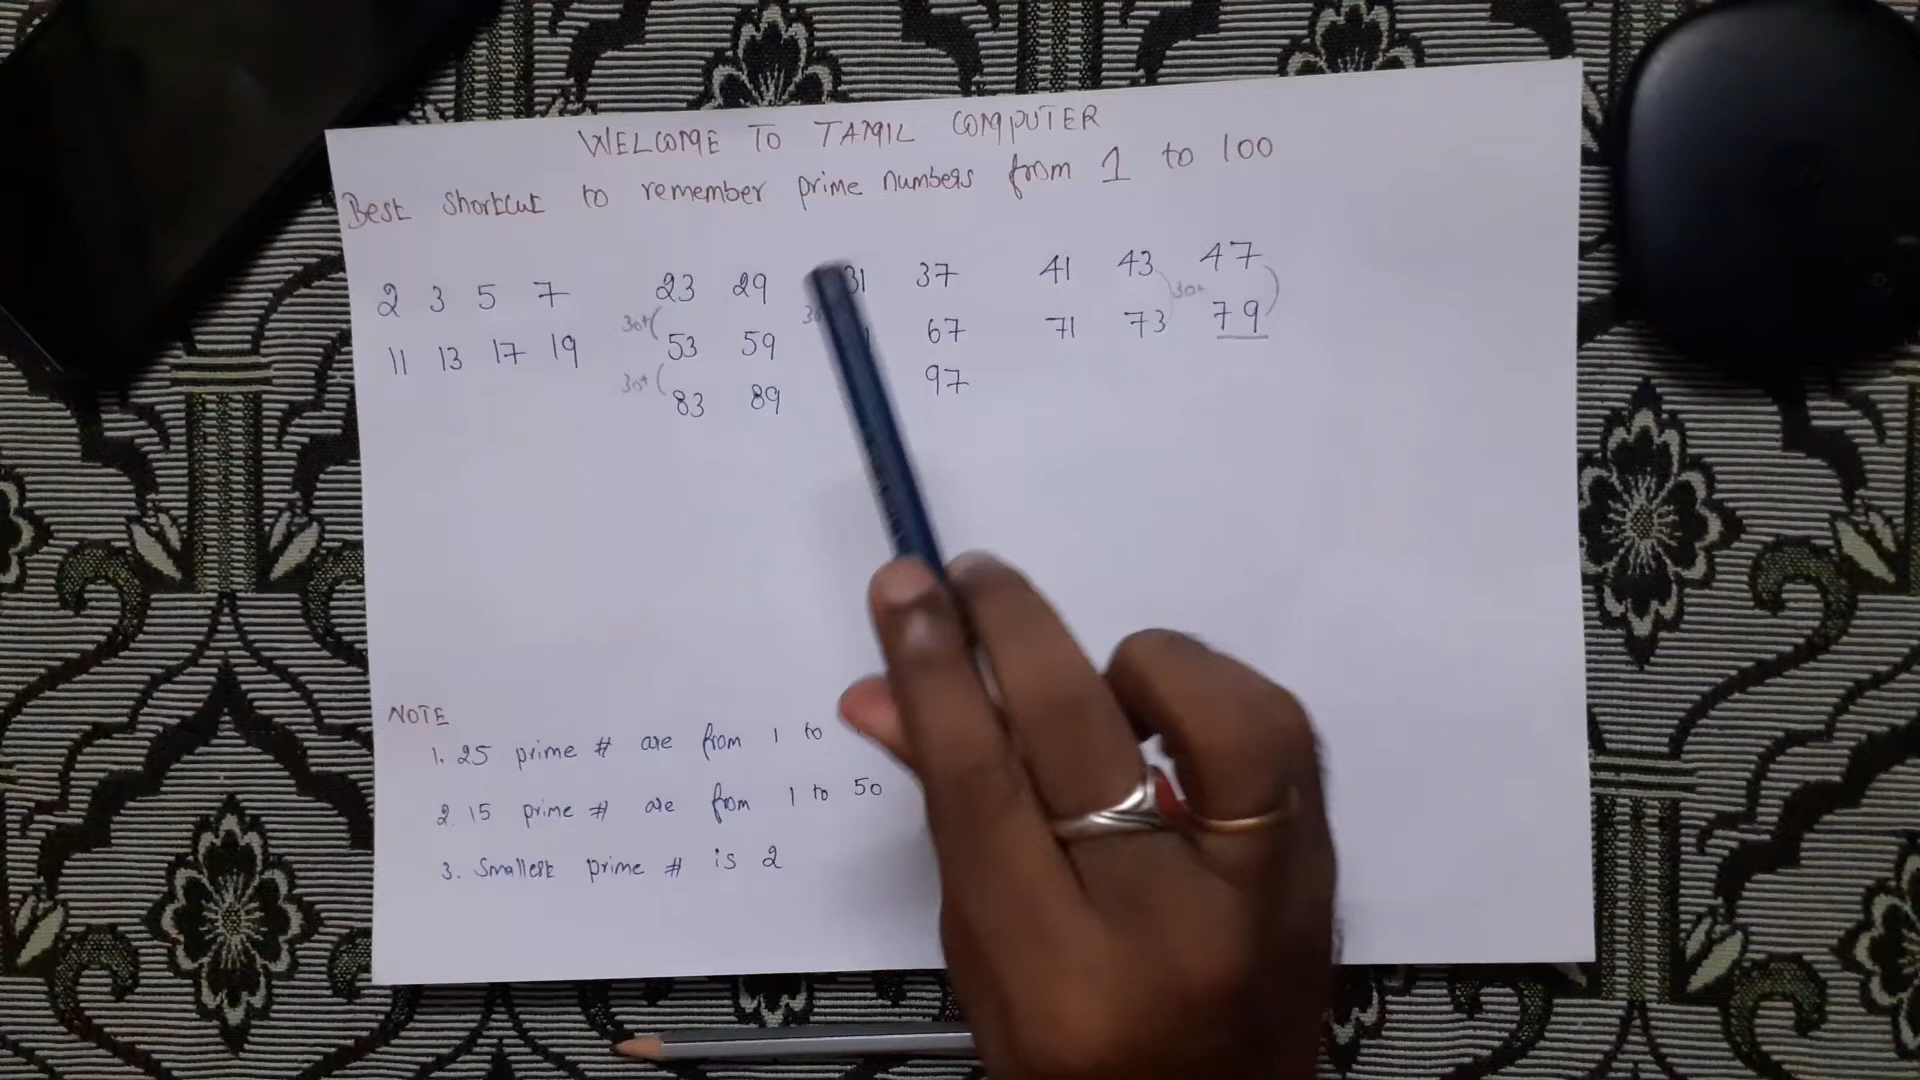 WELCOME TO TAMIL COMPUTER
Best shortcut to remember prime numbers from 1 to 100
2 3 5 7 23 29 31 37 41 43 47
30+ 30+
11 13 17 19 53 59 67 71 73 79
30+ 83 89 97
NOTE
1. 25 prime # are from 1 to
2. 15 prime # are from 1 to 50
3. Smallest prime # is 2